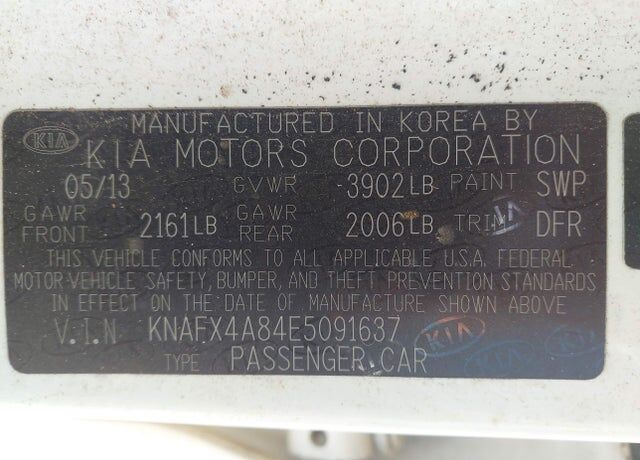 MANUFACTURED IN KOREA BY
KIA KIA MOTORS CORPORATION
05/13 GVWR 3902LB PAINT SWP
GAWR FRONT 2161LB GAWR REAR 2006LB TRIM DFR
THIS VEHICLE CONFORMS TO ALL APPLICABLE U.S.A. FEDERAL
MOTOR VEHICLE SAFETY, BUMPER, AND THEFT PREVENTION STANDARDS
IN EFFECT ON THE DATE OF MANUFACTURE SHOWN ABOVE
V.I.N KNAFX4A84E5091637
KIA
TYPE PASSENGER CAR